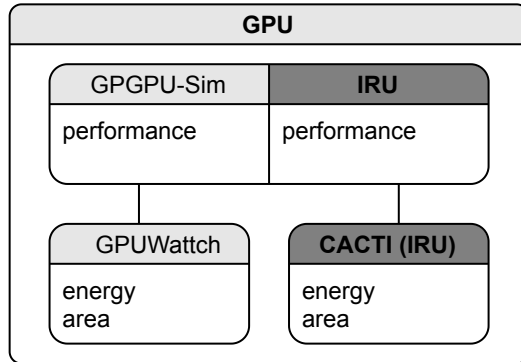 GPU
GPGPU-Sim
IRU
performance
performance
GPUWattch
CACTI (IRU)
energy
area
energy
area